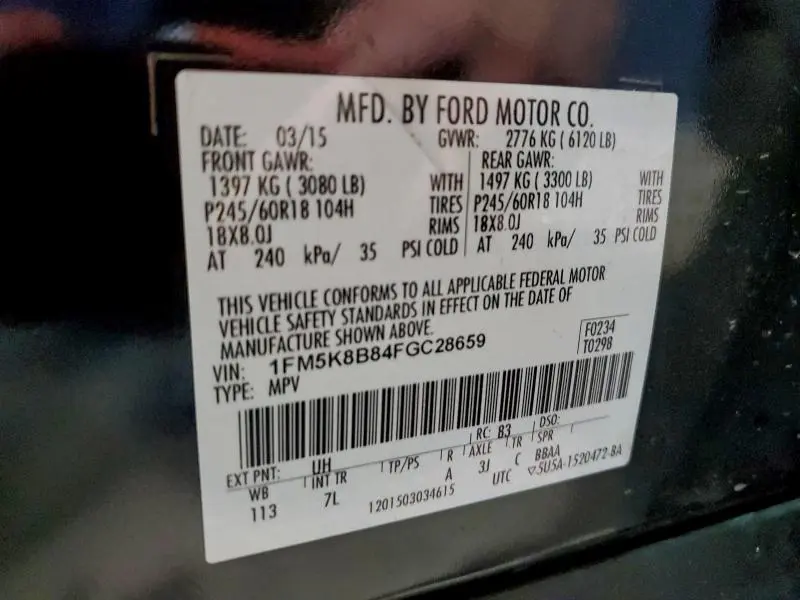 MFD. BY FORD MOTOR CO.
DATE: 03/15 GVWR: 2776 KG ( 6120 LB)
FRONT GAWR: REAR GAWR:
1397 KG ( 3080 LB) WITH 1497 KG ( 3300 LB) WITH
P245/60R18 104H TIRES P245/60R18 104H TIRES
18X8.0J RIMS 18X8.0J RIMS
AT 240 kPa/ 35 PSI COLD AT 240 kPa/ 35 PSI COLD
THIS VEHICLE CONFORMS TO ALL APPLICABLE FEDERAL MOTOR
VEHICLE SAFETY STANDARDS IN EFFECT ON THE DATE OF
MANUFACTURE SHOWN ABOVE.
F0234
T0298
VIN: 1FM5K8B84FGC28659
TYPE: MPV
EXT PNT: UH RC: 83 DSO:
WB INT TR TP/PS R AXLE TR SPR
113 7L A 3J C BBAA
1201503034615 UTC 5U5A-1520472-BA